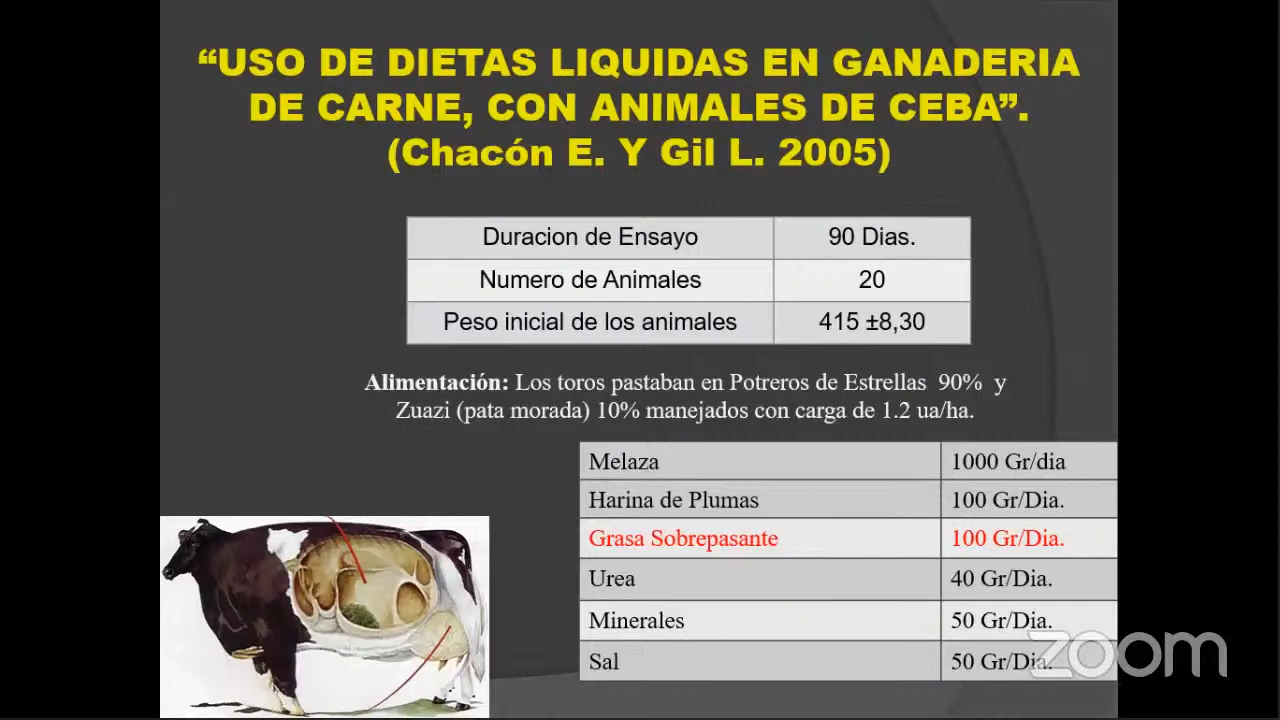 “USO DE DIETAS LIQUIDAS EN GANADERIA
DE CARNE, CON ANIMALES DE CEBA”.
(Chacón E. Y Gil L. 2005)
Duracion de Ensayo 90 Dias.
Numero de Animales 20
Peso inicial de los animales 415 ±8,30
Alimentación: Los toros pastaban en Potreros de Estrellas 90% y
Zuazi (pata morada) 10% manejados con carga de 1.2 ua/ha.
Melaza 1000 Gr/dia
Harina de Plumas 100 Gr/Dia.
Grasa Sobrepasante 100 Gr/Dia.
Urea 40 Gr/Dia.
Minerales 50 Gr/Dia.
Sal 50 Gr/Dia.
zoom